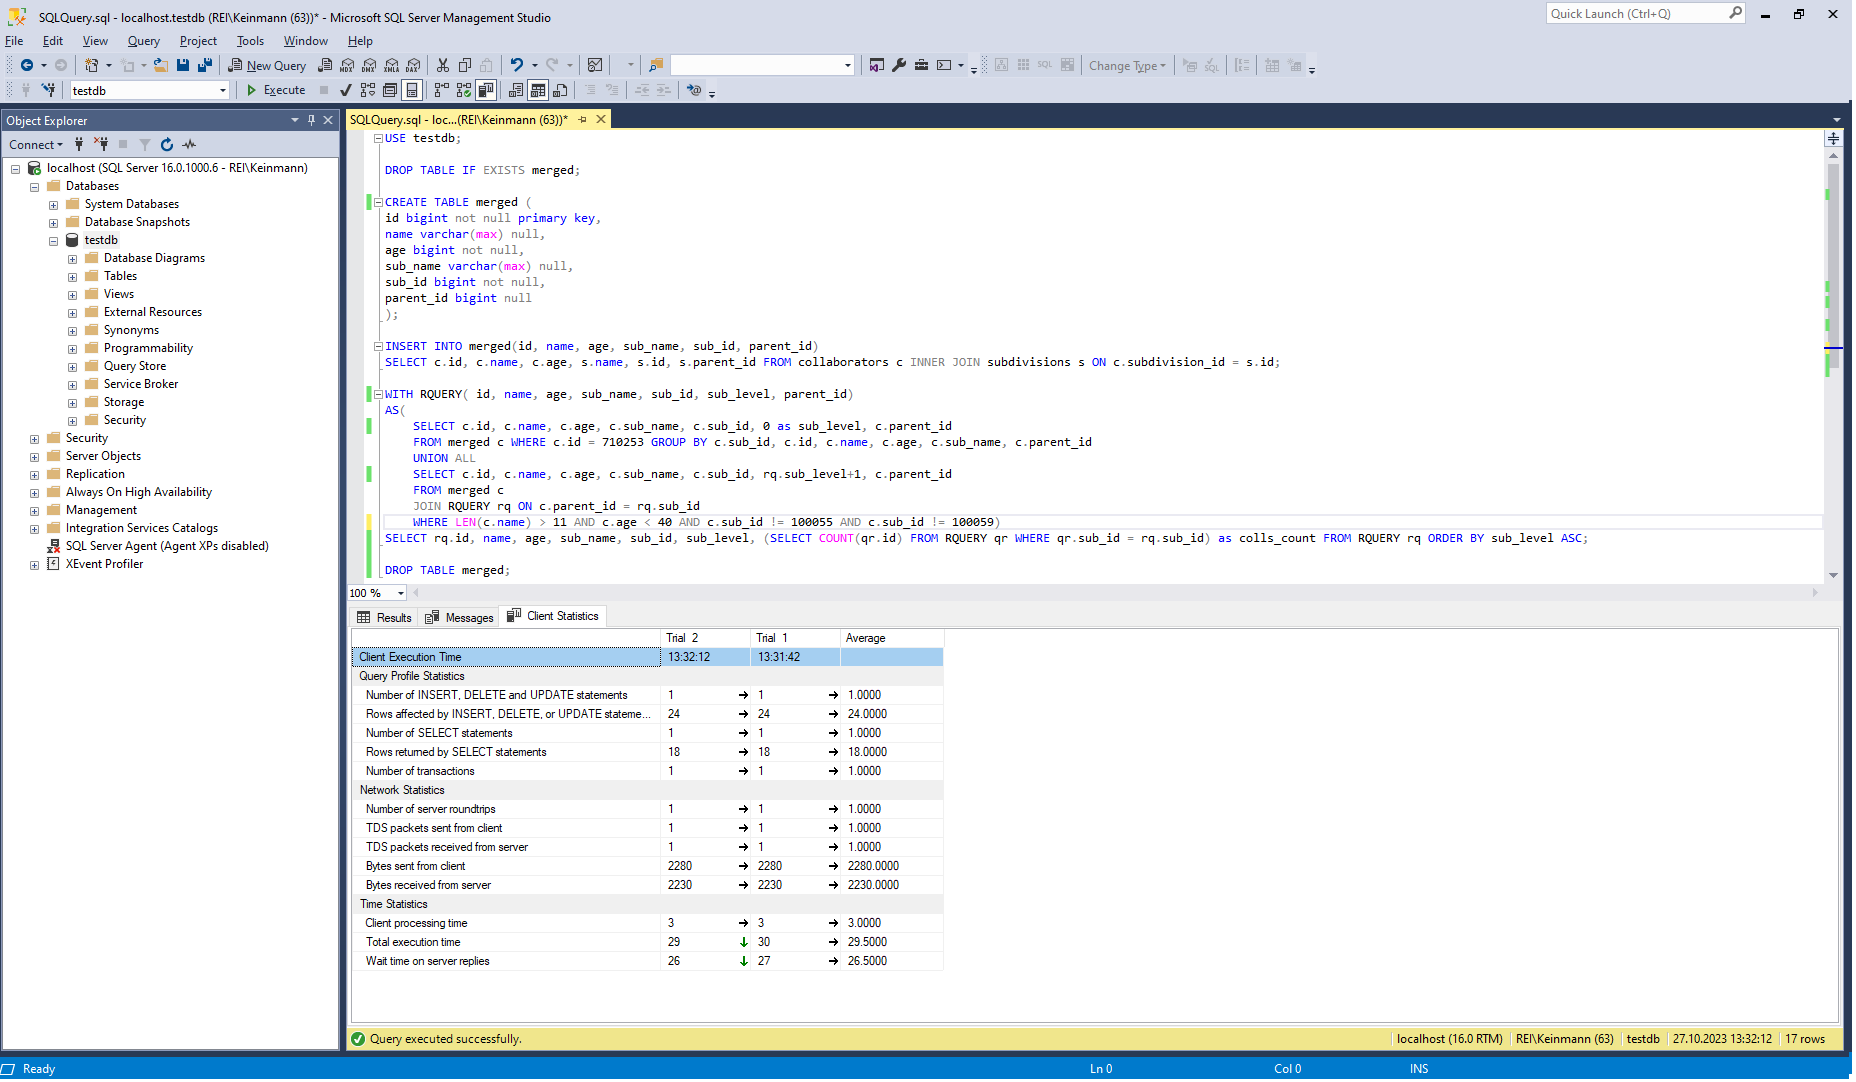 SQLQuery.sql - localhost.testdb (REI\Keinmann (63))* - Microsoft SQL Server Management Studio
Quick Launch (Ctrl+Q)
File Edit View Query Project Tools Window Help
New Query MDX DMX XMLA DAX SQL Change Type SQL
testdb Execute
Object Explorer
Connect
localhost (SQL Server 16.0.1000.6 - REI\Keinmann)
Databases
System Databases
Database Snapshots
testdb
Database Diagrams
Tables
Views
External Resources
Synonyms
Programmability
Query Store
Service Broker
Storage
Security
Security
Server Objects
Replication
Always On High Availability
Management
Integration Services Catalogs
SQL Server Agent (Agent XPs disabled)
XEvent Profiler
SQLQuery.sql - loc...(REI\Keinmann (63))*
USE testdb;
DROP TABLE IF EXISTS merged;
CREATE TABLE merged (
id bigint not null primary key,
name varchar(max) null,
age bigint not null,
sub_name varchar(max) null,
sub_id bigint not null,
parent_id bigint null
);
INSERT INTO merged(id, name, age, sub_name, sub_id, parent_id)
SELECT c.id, c.name, c.age, s.name, s.id, s.parent_id FROM collaborators c INNER JOIN subdivisions s ON c.subdivision_id = s.id;
WITH RQUERY( id, name, age, sub_name, sub_id, sub_level, parent_id)
AS(
SELECT c.id, c.name, c.age, c.sub_name, c.sub_id, 0 as sub_level, c.parent_id
FROM merged c WHERE c.id = 710253 GROUP BY c.sub_id, c.id, c.name, c.age, c.sub_name, c.parent_id
UNION ALL
SELECT c.id, c.name, c.age, c.sub_name, c.sub_id, rq.sub_level+1, c.parent_id
FROM merged c
JOIN RQUERY rq ON c.parent_id = rq.sub_id
WHERE LEN(c.name) > 11 AND c.age < 40 AND c.sub_id != 100055 AND c.sub_id != 100059)
SELECT rq.id, name, age, sub_name, sub_id, sub_level, (SELECT COUNT(qr.id) FROM RQUERY qr WHERE qr.sub_id = rq.sub_id) as colls_count FROM RQUERY rq ORDER BY sub_level ASC;
DROP TABLE merged;
100 %
Results Messages Client Statistics
Trial 2 Trial 1 Average
Client Execution Time 13:32:12 13:31:42
Query Profile Statistics
Number of INSERT, DELETE and UPDATE statements 1 → 1 → 1.0000
Rows affected by INSERT, DELETE, or UPDATE stateme... 24 → 24 → 24.0000
Number of SELECT statements 1 → 1 → 1.0000
Rows returned by SELECT statements 18 → 18 → 18.0000
Number of transactions 1 → 1 → 1.0000
Network Statistics
Number of server roundtrips 1 → 1 → 1.0000
TDS packets sent from client 1 → 1 → 1.0000
TDS packets received from server 1 → 1 → 1.0000
Bytes sent from client 2280 → 2280 → 2280.0000
Bytes received from server 2230 → 2230 → 2230.0000
Time Statistics
Client processing time 3 → 3 → 3.0000
Total execution time 29 ↓ 30 → 29.5000
Wait time on server replies 26 ↓ 27 → 26.5000
Query executed successfully.
localhost (16.0 RTM) REI\Keinmann (63) testdb 27.10.2023 13:32:12 17 rows
Ready Ln 0 Col 0 INS